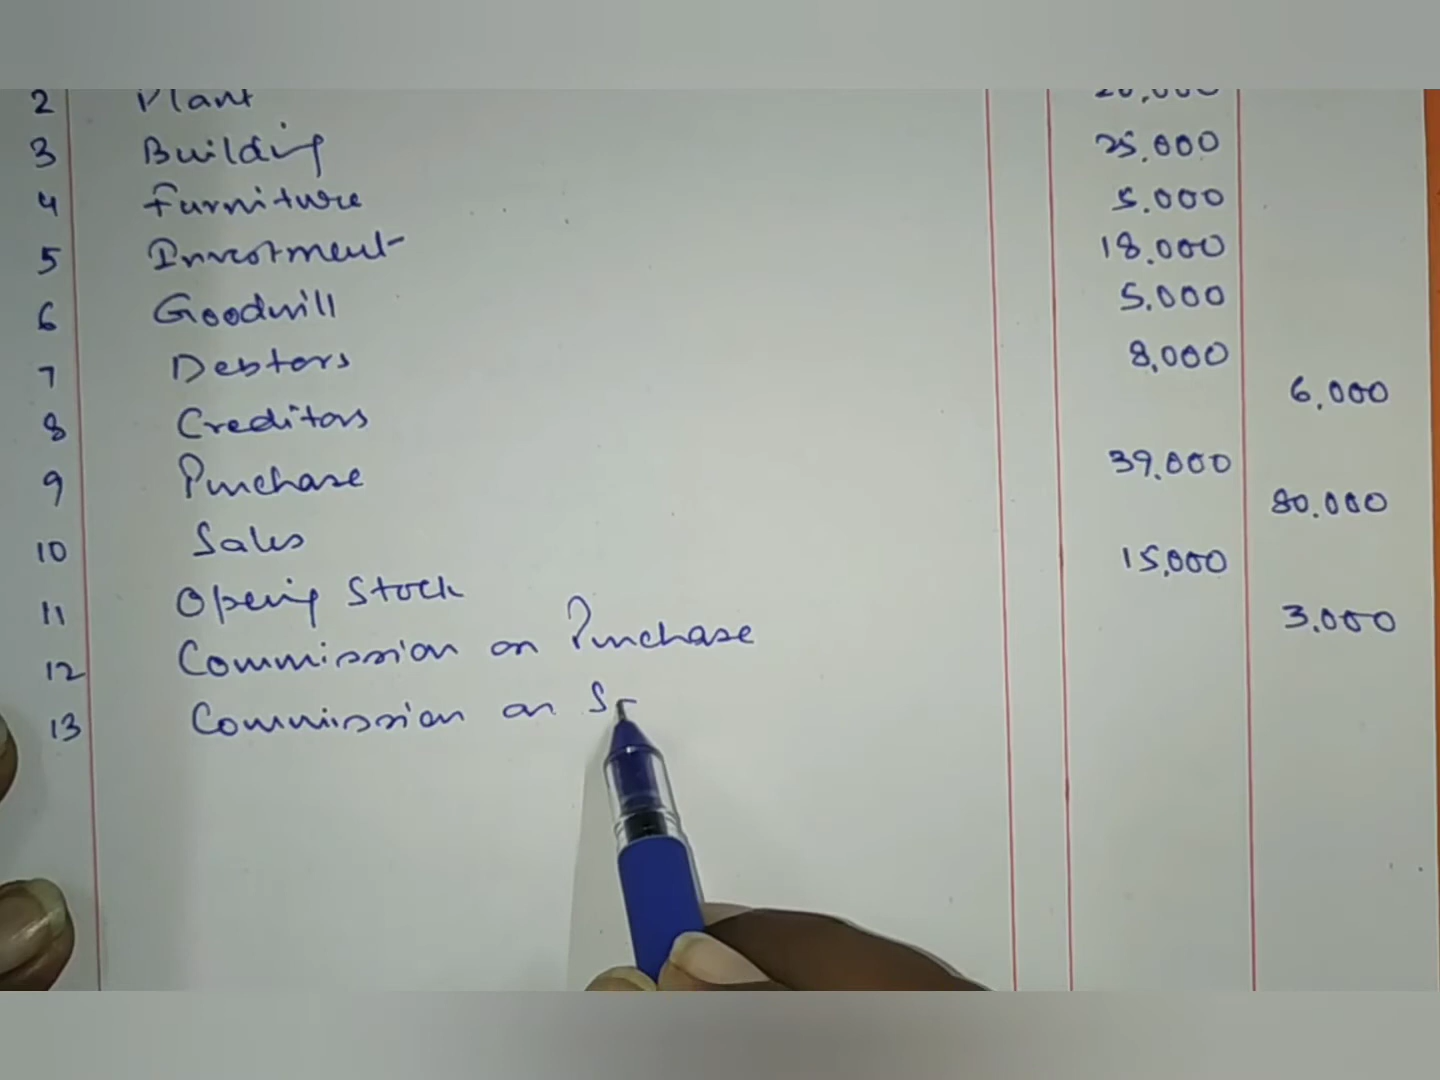 2 Plant 20,000
3 Building 25.000
4 Furniture 5.000
5 Investment 18.000
6 Goodwill 5.000
7 Debtors 8,000
8 Creditors 6,000
9 Purchase 39.000
10 Sales 80.000
11 Opening Stock 15,000
12 Commission on Purchase 3.000
13 Commission on S